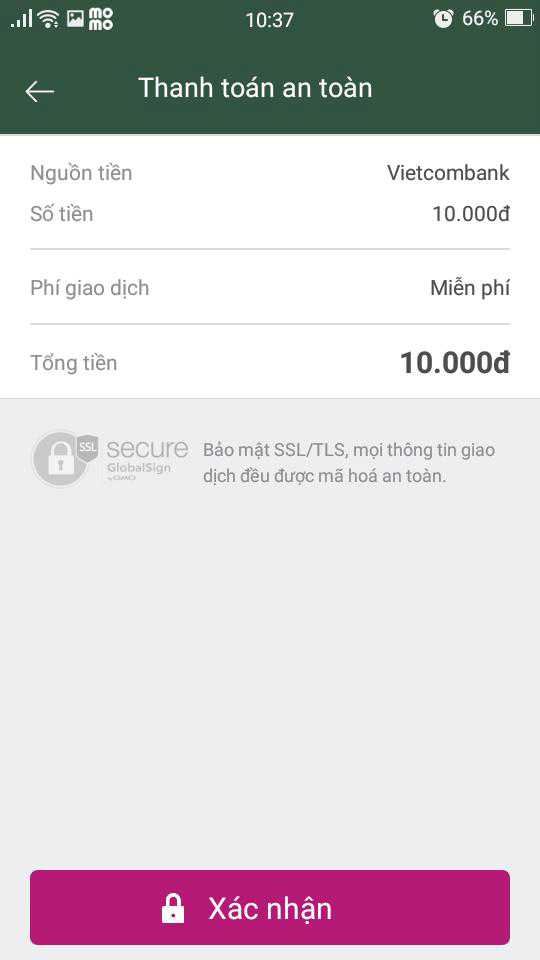 momo 10:37 66%
Thanh toán an toàn
Nguồn tiền Vietcombank
Số tiền 10.000đ
Phí giao dịch Miễn phí
Tổng tiền 10.000đ
SSL secure
GlobalSign
by GMO
Bảo mật SSL/TLS, mọi thông tin giao
dịch đều được mã hoá an toàn.
Xác nhận